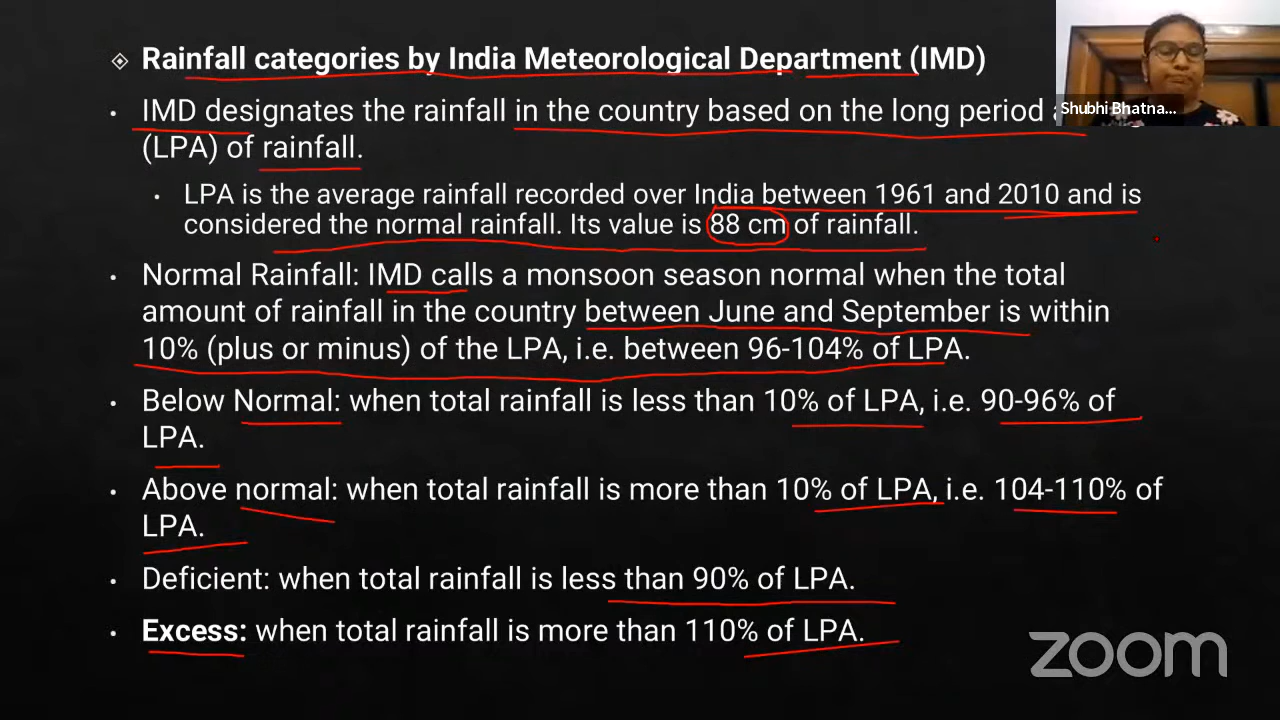 Rainfall categories by India Meteorological Department (IMD)
IMD designates the rainfall in the country based on the long period
Shubhi Bhatna...
(LPA) of rainfall.
LPA is the average rainfall recorded over India between 1961 and 2010 and is
considered the normal rainfall. Its value is 88 cm of rainfall.
Normal Rainfall: IMD calls a monsoon season normal when the total
amount of rainfall in the country between June and September is within
10% (plus or minus) of the LPA, i.e. between 96-104% of LPA.
Below Normal: when total rainfall is less than 10% of LPA, i.e. 90-96% of
LPA.
Above normal: when total rainfall is more than 10% of LPA, i.e. 104-110% of
LPA.
Deficient: when total rainfall is less than 90% of LPA.
Excess: when total rainfall is more than 110% of LPA.
zoom